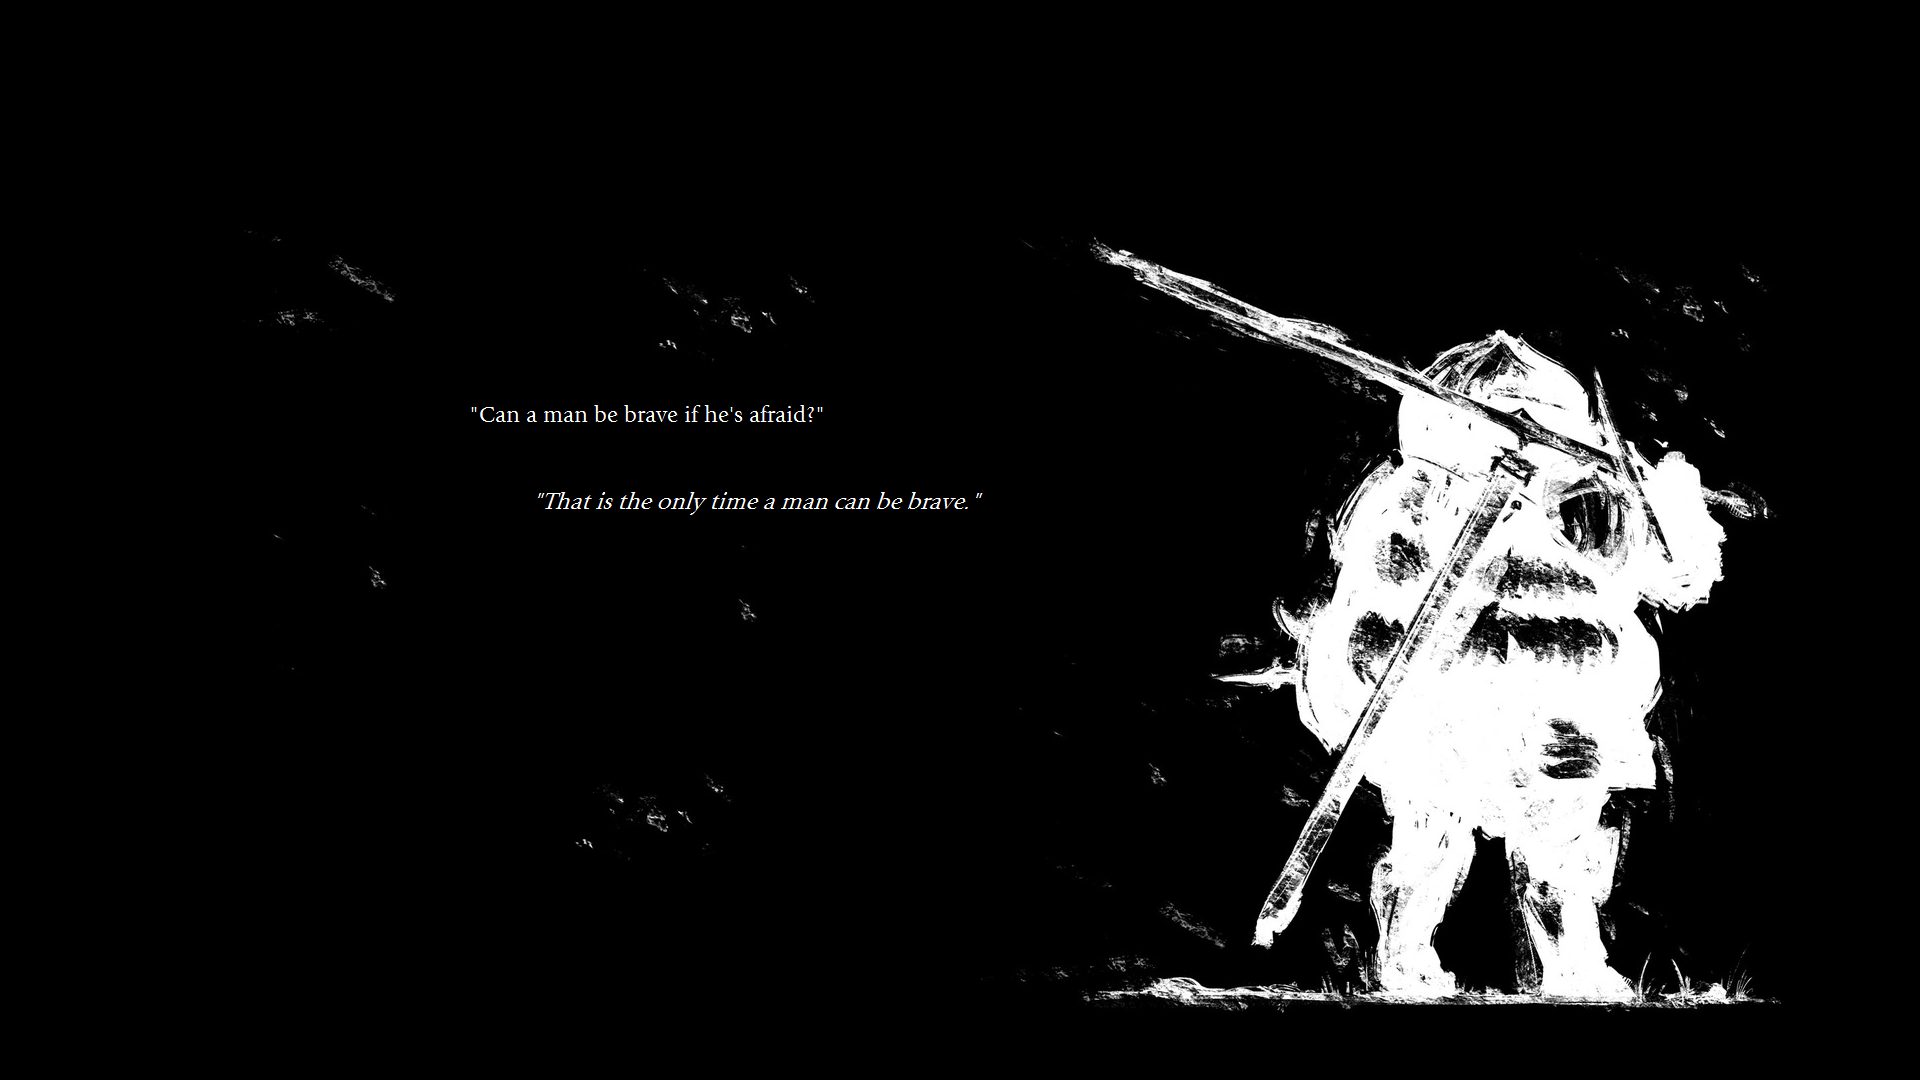 "Can a man be brave if he's afraid?"
"That is the only time a man can be brave."